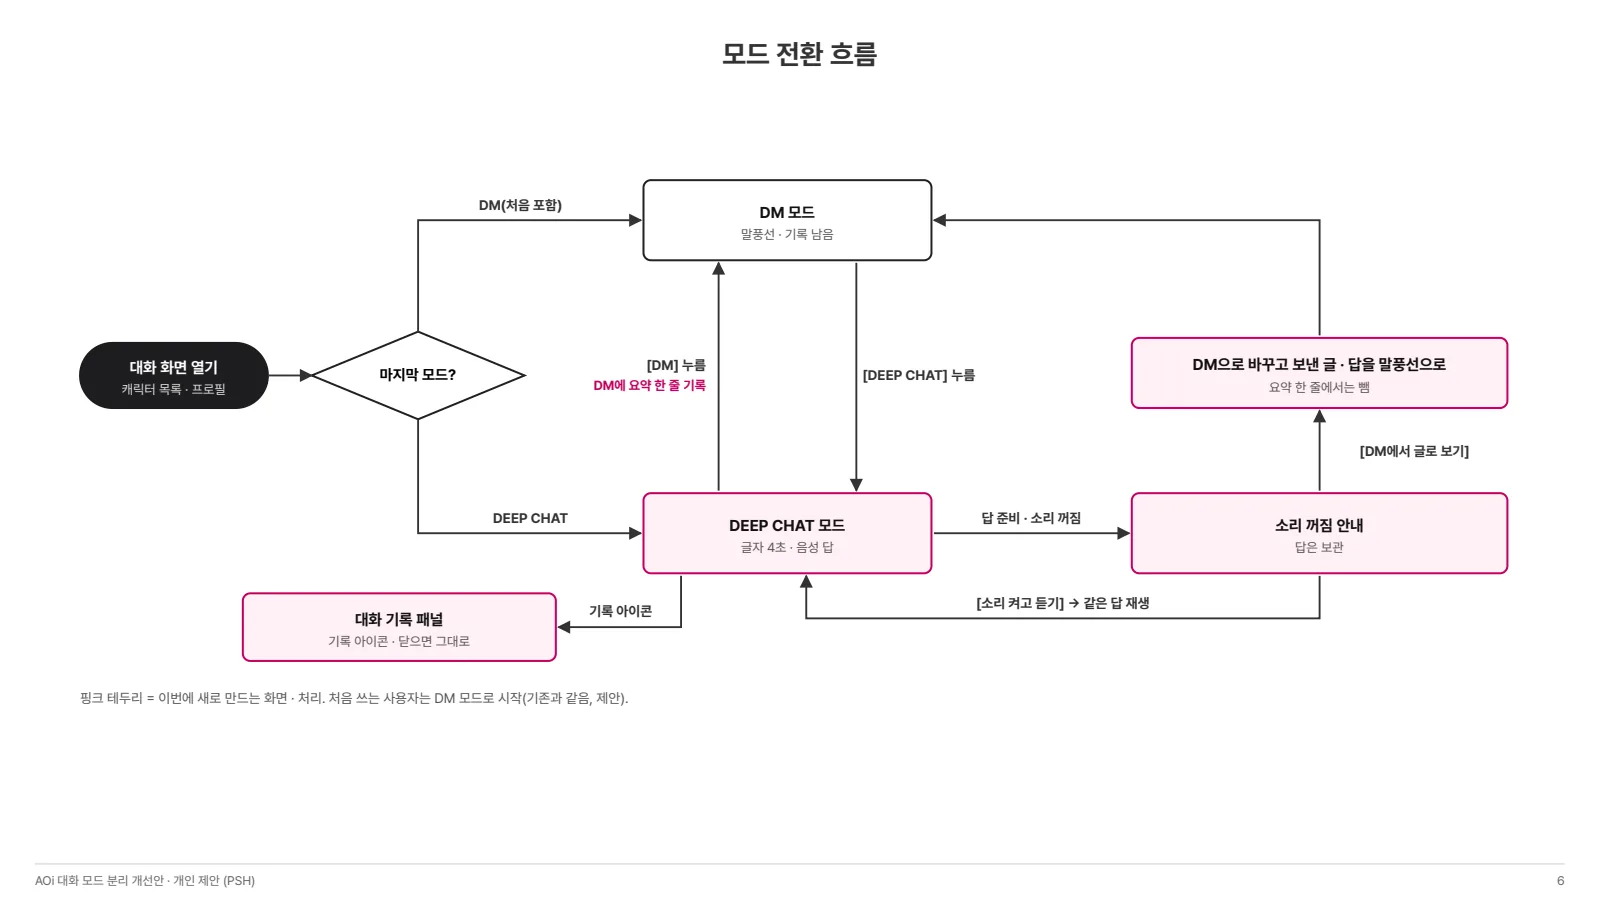 모드 전환 흐름
DM(처음 포함)
DM 모드
말풍선 · 기록 남음
대화 화면 열기
캐릭터 목록 · 프로필
마지막 모드?
[DM] 누름
DM에 요약 한 줄 기록
[DEEP CHAT] 누름
DM으로 바꾸고 보낸 글 · 답을 말풍선으로
요약 한 줄에서는 뺌
[DM에서 글로 보기]
DEEP CHAT
DEEP CHAT 모드
글자 4초 · 음성 답
답 준비 · 소리 꺼짐
소리 꺼짐 안내
답은 보관
기록 아이콘
[소리 켜고 듣기] → 같은 답 재생
대화 기록 패널
기록 아이콘 · 닫으면 그대로
핑크 테두리 = 이번에 새로 만드는 화면 · 처리. 처음 쓰는 사용자는 DM 모드로 시작(기존과 같음, 제안).
AOi 대화 모드 분리 개선안 · 개인 제안 (PSH)
6